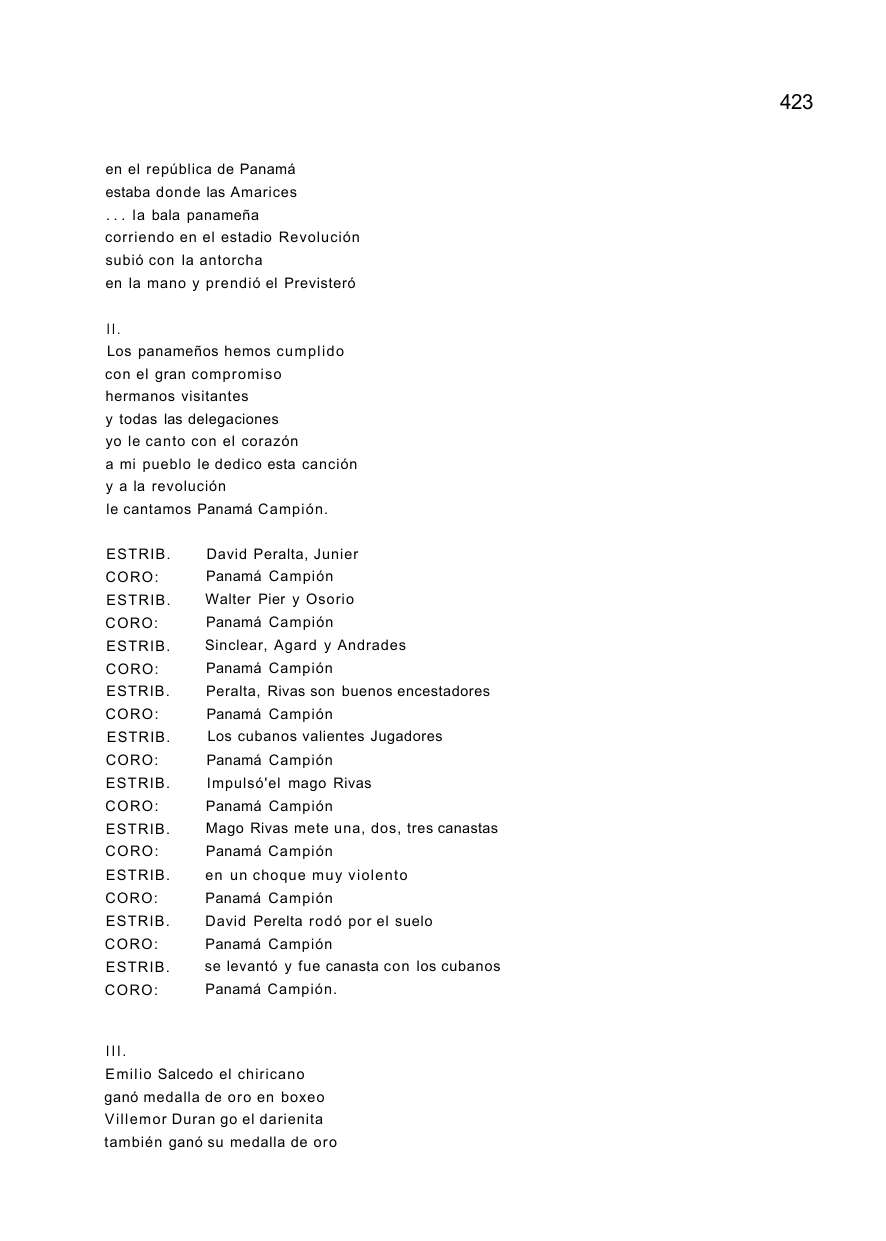 423
en el república de Panamá
estaba donde las Amarices
. . . la bala panameña
corriendo en el estadio Revolución
subió con la antorcha
en la mano y prendió el Previsteró
II.
Los panameños hemos cumplido
con el gran compromiso
hermanos visitantes
y todas las delegaciones
yo le canto con el corazón
a mi pueblo le dedico esta canción
y a la revolución
le cantamos Panamá Campión.
ESTRIB. David Peralta, Junier
CORO: Panamá Campión
ESTRIB. Walter Pier y Osorio
CORO: Panamá Campión
ESTRIB. Sinclear, Agard y Andrades
CORO: Panamá Campión
ESTRIB. Peralta, Rivas son buenos encestadores
CORO: Panamá Campión
ESTRIB. Los cubanos valientes Jugadores
CORO: Panamá Campión
ESTRIB. Impulsó'el mago Rivas
CORO: Panamá Campión
ESTRIB. Mago Rivas mete una, dos, tres canastas
CORO: Panamá Campión
ESTRIB. en un choque muy violento
CORO: Panamá Campión
ESTRIB. David Perelta rodó por el suelo
CORO: Panamá Campión
ESTRIB. se levantó y fue canasta con los cubanos
CORO: Panamá Campión.
III.
Emilio Salcedo el chiricano
ganó medalla de oro en boxeo
Villemor Duran go el darienita
también ganó su medalla de oro